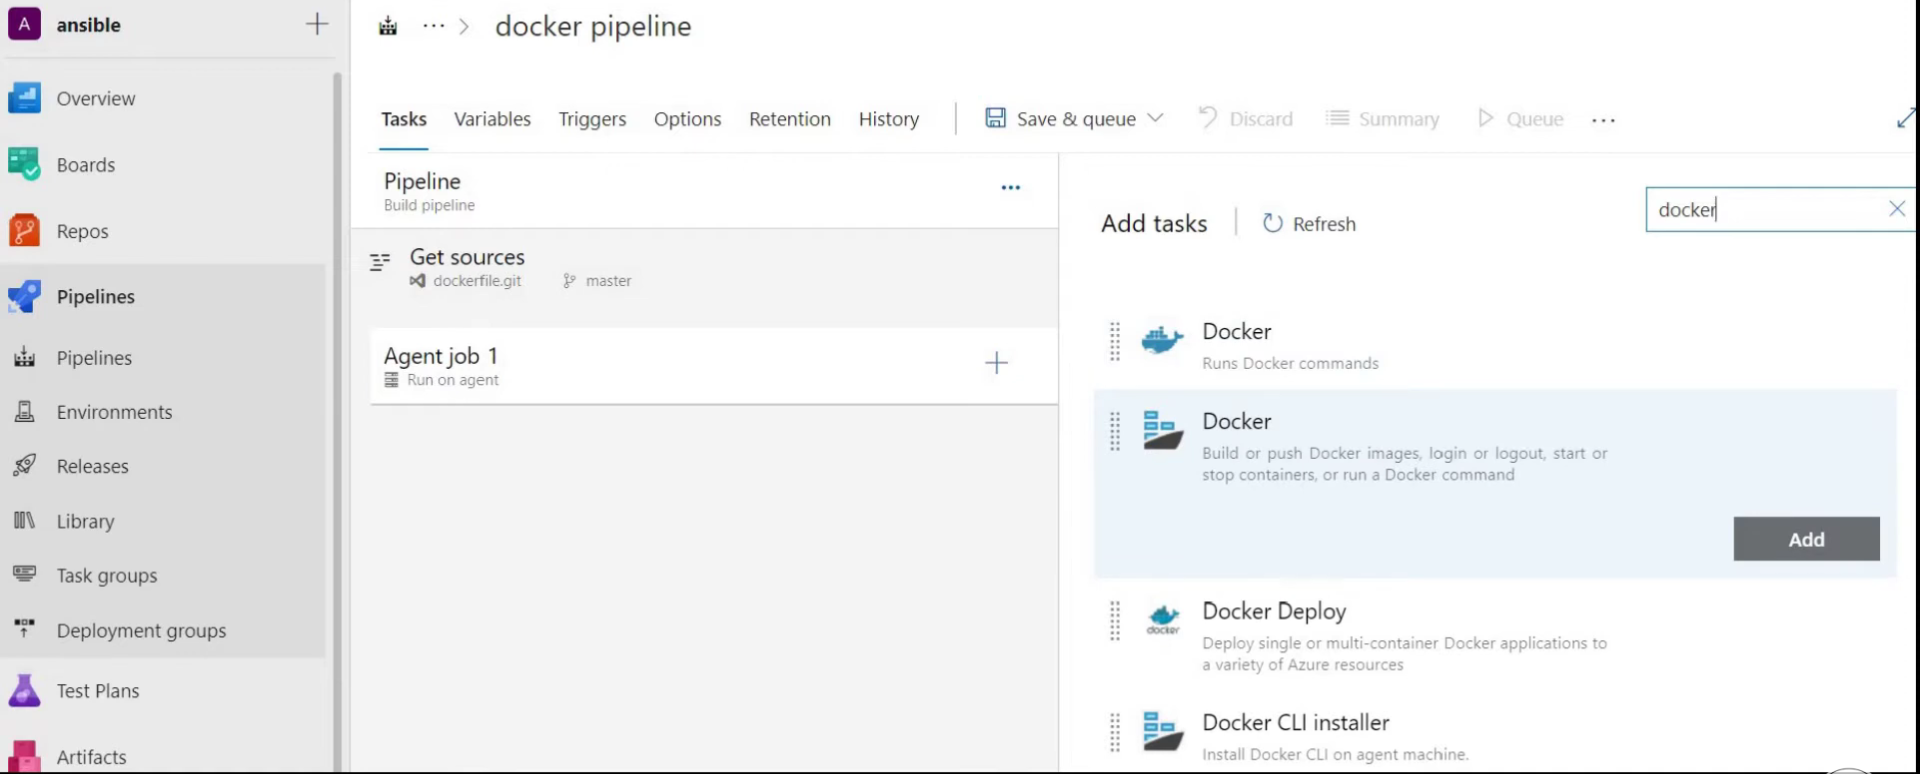 A ansible
Overview
Boards
Repos
Pipelines
Pipelines
Environments
Releases
Library
Task groups
Deployment groups
Test Plans
Artifacts
... > docker pipeline
Tasks Variables Triggers Options Retention History Save & queue Discard Summary Queue ...
Pipeline
Build pipeline
Get sources
dockerfile.git master
Agent job 1
Run on agent
Add tasks Refresh
docker
Docker
Runs Docker commands
Docker
Build or push Docker images, login or logout, start or
stop containers, or run a Docker command
Add
docker
Docker Deploy
Deploy single or multi-container Docker applications to
a variety of Azure resources
Docker CLI installer
Install Docker CLI on agent machine.